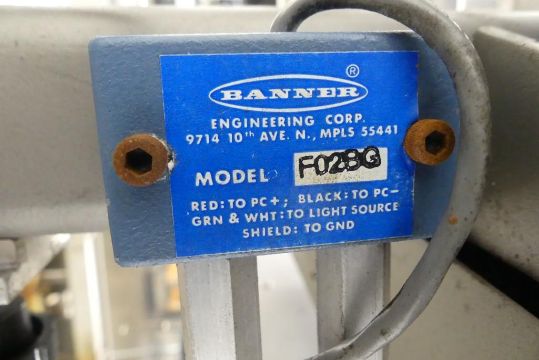 BANNER ®
ENGINEERING CORP.
9714 10th AVE. N., MPLS 55441
MODEL FO2BG
RED: TO PC+; BLACK: TO PC-
GRN & WHT: TO LIGHT SOURCE
SHIELD: TO GND